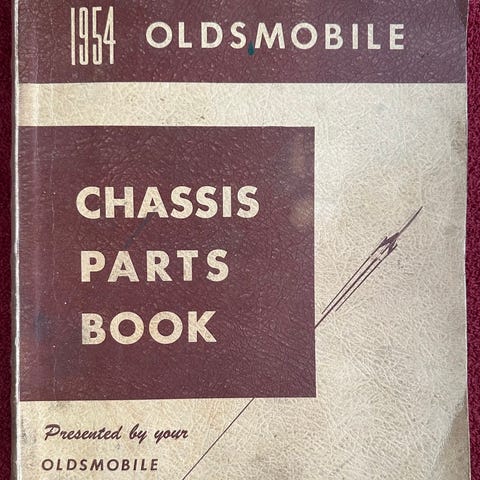 1954 OLDSMOBILE
CHASSIS
PARTS
BOOK
Presented by your
OLDSMOBILE